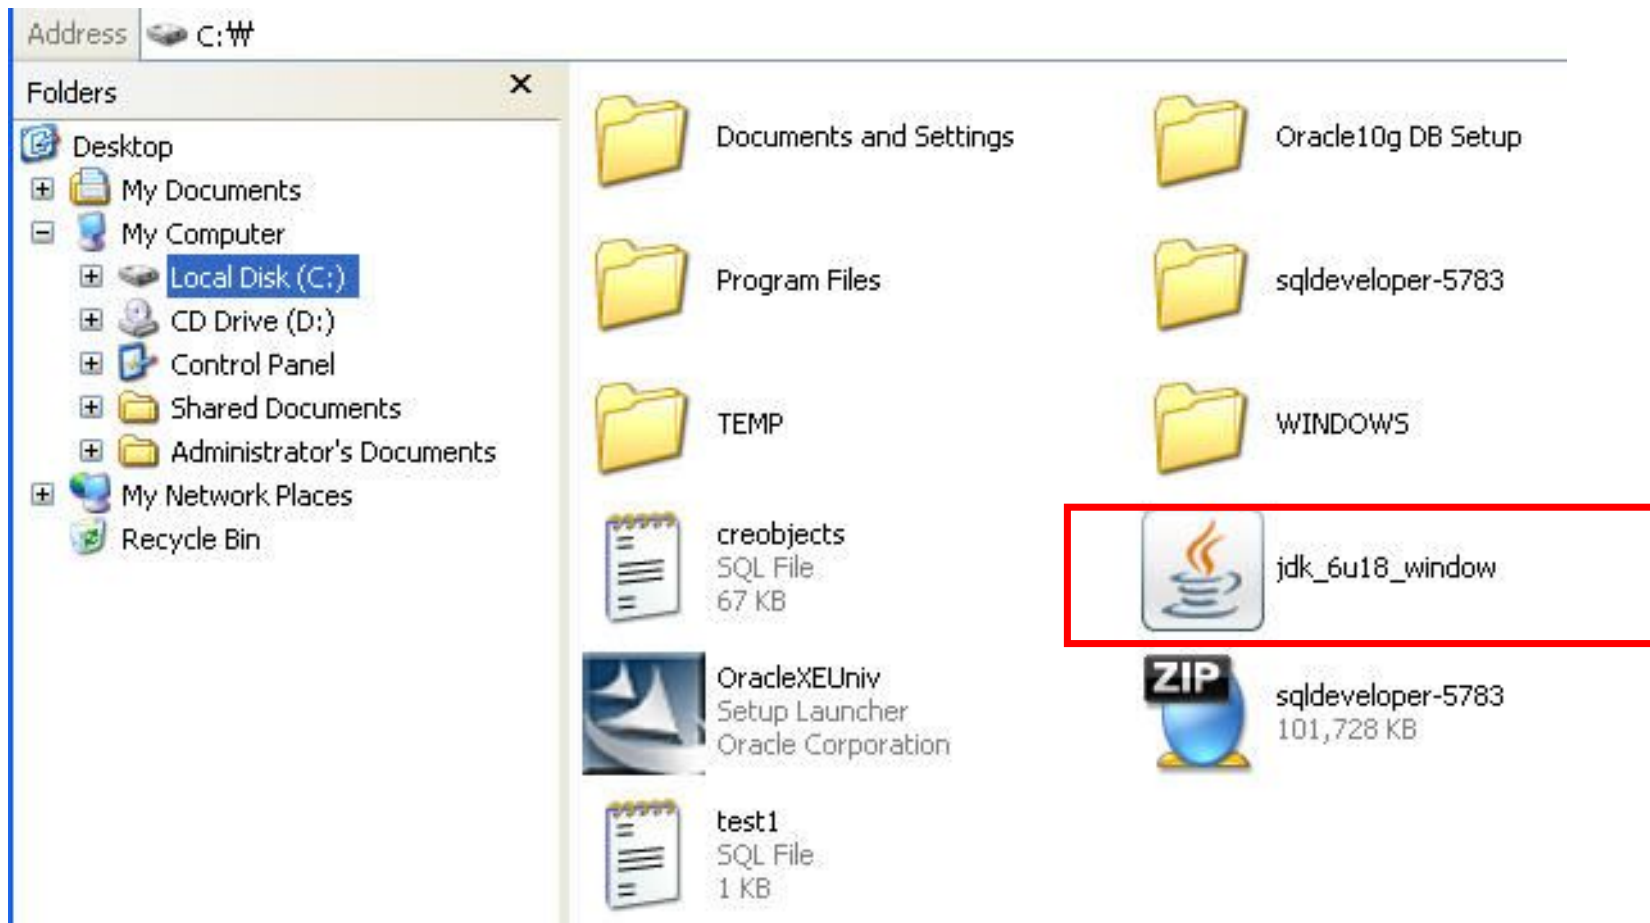 Address C:₩
Folders
Desktop
My Documents
My Computer
Local Disk (C:)
CD Drive (D:)
Control Panel
Shared Documents
Administrator's Documents
My Network Places
Recycle Bin
Documents and Settings
Oracle10g DB Setup
Program Files
sqldeveloper-5783
TEMP
WINDOWS
creobjects
SQL File
67 KB
jdk_6u18_window
OracleXEUniv
Setup Launcher
Oracle Corporation
ZIP
sqldeveloper-5783
101,728 KB
test1
SQL File
1 KB